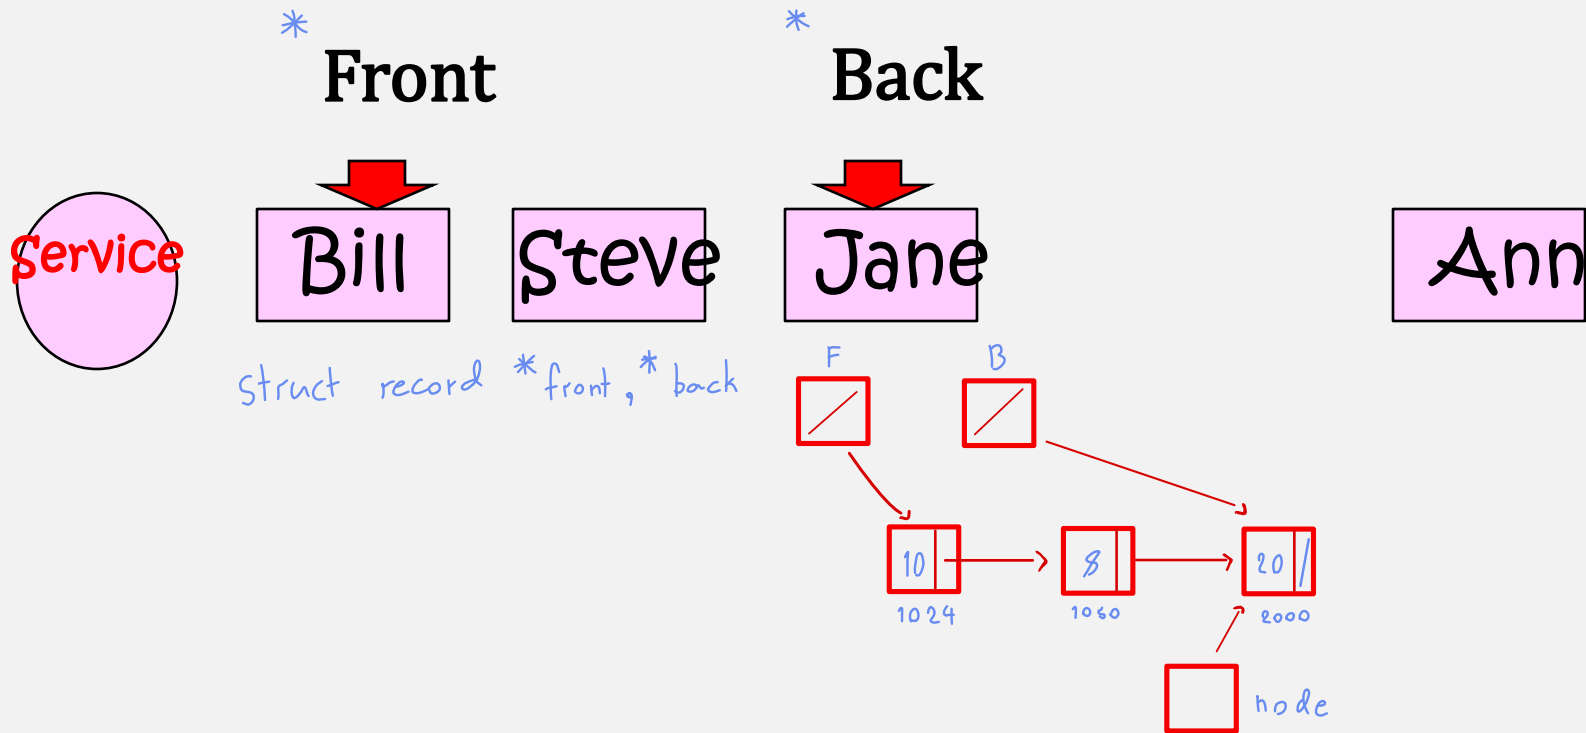 * *
Front Back
Service Bill Steve Jane Ann
Struct record *front, *back
F B
10 8 20
1024 1060 2000
node